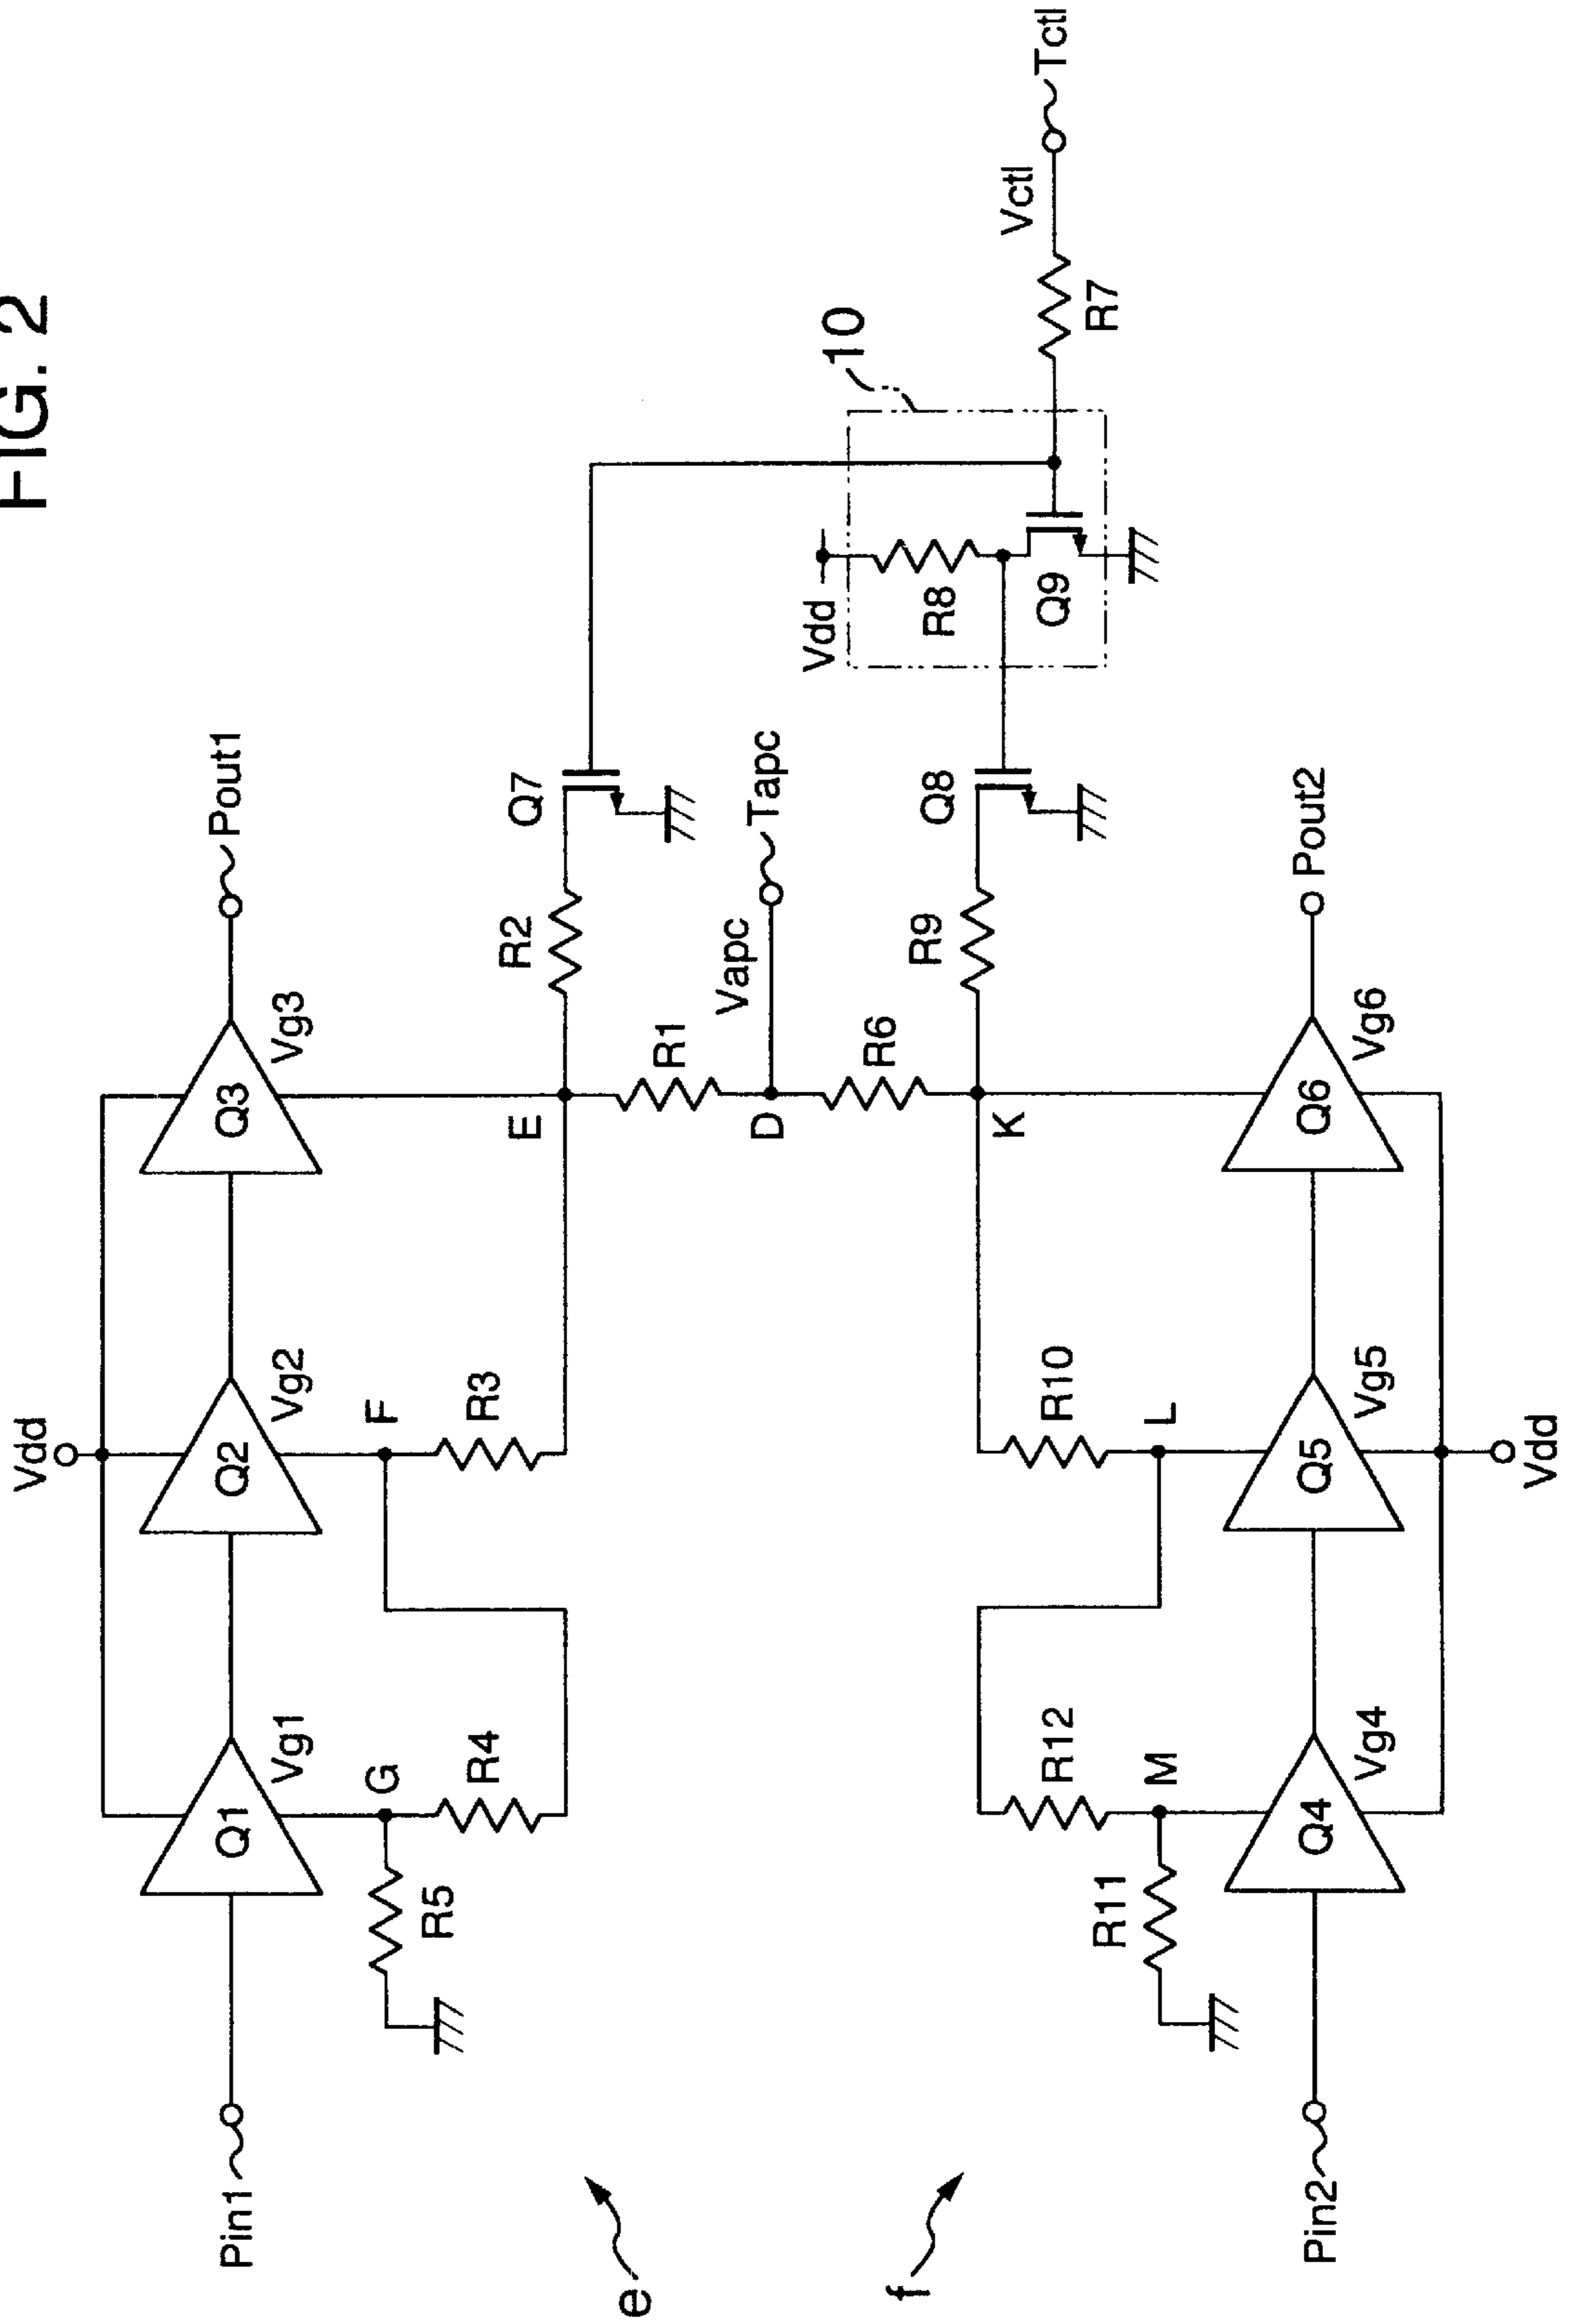 FIG. 2
Vdd
Pin1
Q1
Vg1
Q2
Vg2
Q3
Vg3
Pout1
G
F
R5
R4
R3
E
R2
Q7
R1
D
Vapc
Tapc
R6
K
R9
Q8
Vdd
R8
Q9
10
Vctl
Tctl
R7
R12
R10
R11
M
L
Pin2
Q4
Vg4
Q5
Vg5
Q6
Vg6
Pout2
Vdd
e
f